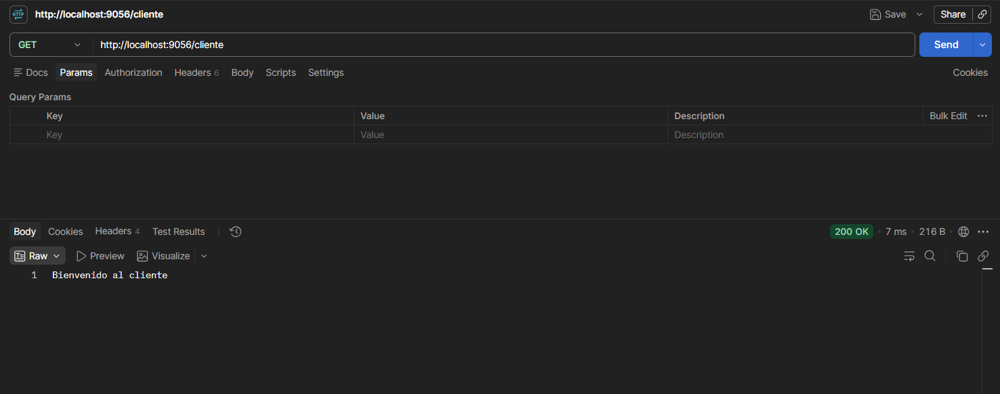 HTTP http://localhost:9056/cliente Save Share
GET http://localhost:9056/cliente Send
Docs Params Authorization Headers 6 Body Scripts Settings Cookies
Query Params
Key Value Description Bulk Edit
Key Value Description
Body Cookies Headers 4 Test Results 200 OK • 7 ms • 216 B •
Raw Preview Visualize
1 Bienvenido al cliente